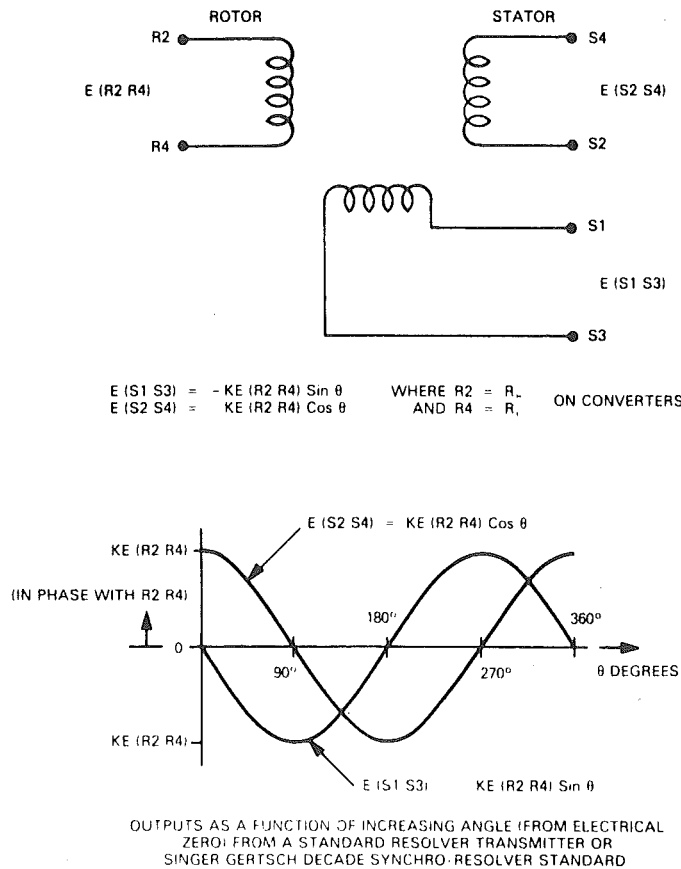 ROTOR STATOR
R2 S4
E (R2 R4) E (S2 S4)
R4 S2
S1
E (S1 S3)
S3
E (S1 S3) = - KE (R2 R4) Sin θ WHERE R2 = R
E (S2 S4) = KE (R2 R4) Cos θ AND R4 = R ON CONVERTERS
E (S2 S4) = KE (R2 R4) Cos θ
KE (R2 R4)
(IN PHASE WITH R2 R4)
180° 360°
0
90° 270° θ DEGREES
KE (R2 R4)
E (S1 S3) KE (R2 R4) Sin θ
OUTPUTS AS A FUNCTION OF INCREASING ANGLE (FROM ELECTRICAL
ZERO) FROM A STANDARD RESOLVER TRANSMITTER OR
SINGER GERTSCH DECADE SYNCHRO-RESOLVER STANDARD